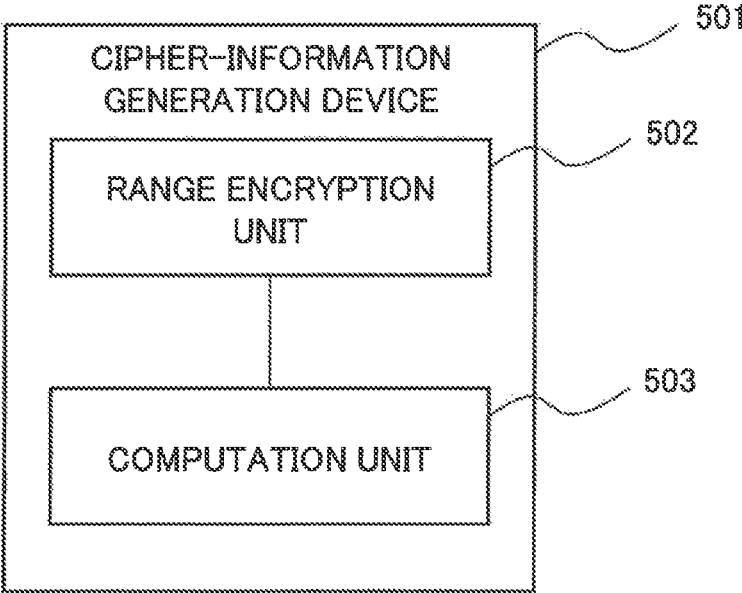 501
CIPHER-INFORMATION
GENERATION DEVICE
502
RANGE ENCRYPTION
UNIT
503
COMPUTATION UNIT